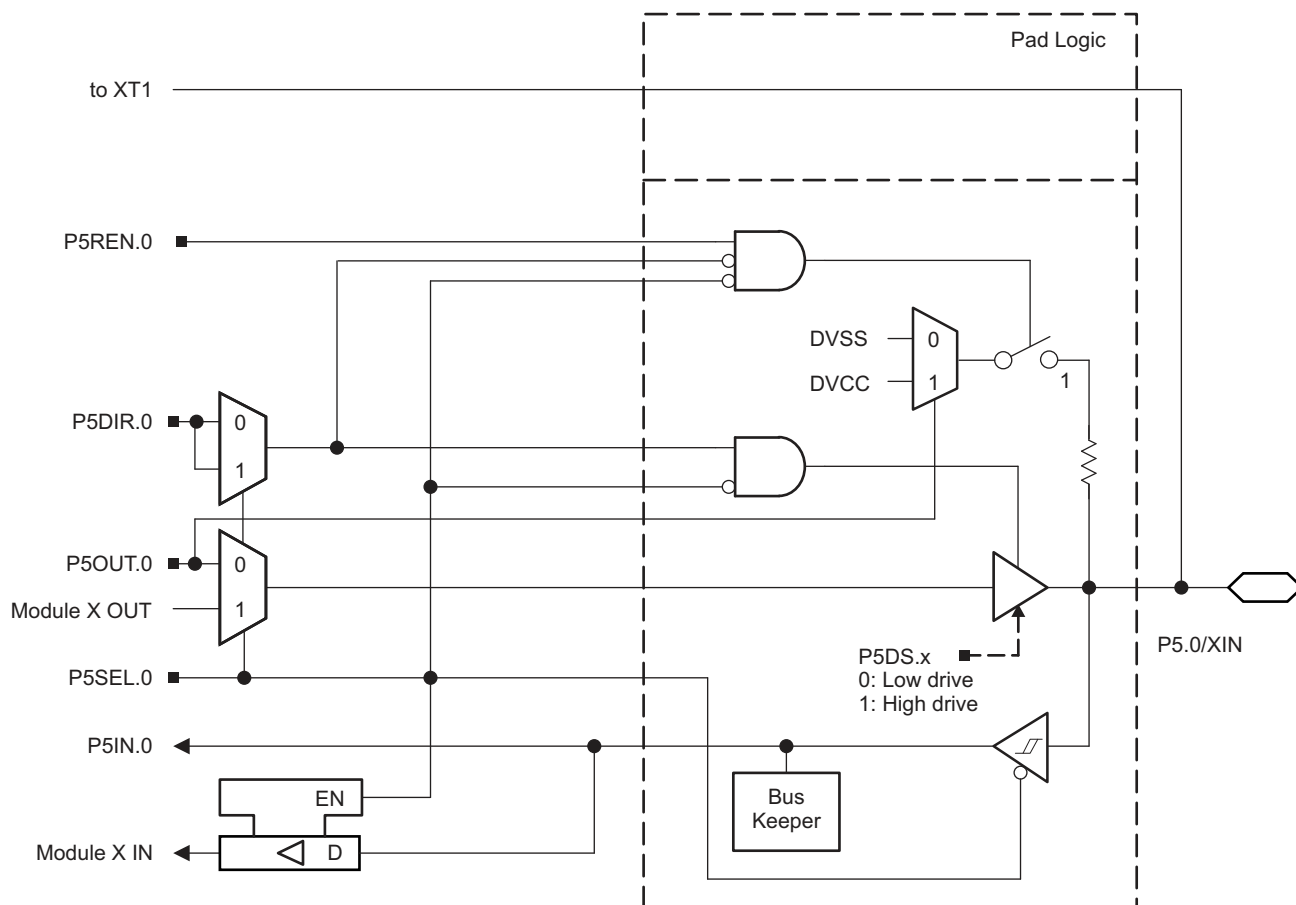 Pad Logic
to XT1
P5REN.0
DVSS
0
DVCC
1
1
P5DIR.0
0
1
P5OUT.0
0
Module X OUT
1
P5DS.x
0: Low drive
1: High drive
P5.0/XIN
P5SEL.0
P5IN.0
EN
Bus
Keeper
Module X IN
D